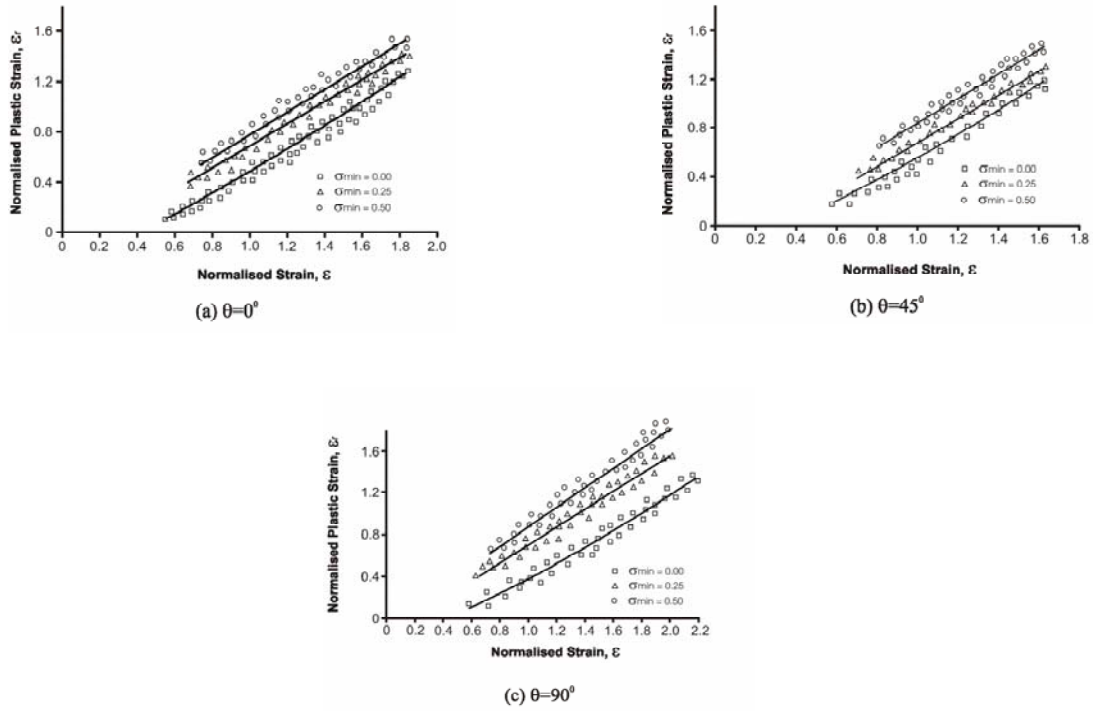 Normalised Plastic Strain, εr
1.6
1.2
0.8
0.4
0
σmin = 0.00
σmin = 0.25
σmin = 0.50
0 0.2 0.4 0.6 0.8 1.0 1.2 1.4 1.6 1.8 2.0
Normalised Strain, ε
(a) θ=0⁰
Normalised Plastic Strain, εr
1.6
1.2
0.8
0.4
0
σmin = 0.00
σmin = 0.25
σmin = 0.50
0 0.2 0.4 0.6 0.8 1.0 1.2 1.4 1.6 1.8
Normalised Strain, ε
(b) θ=45⁰
Normalised Plastic Strain, εr
1.6
1.2
0.8
0.4
0
σmin = 0.00
σmin = 0.25
σmin = 0.50
0 0.2 0.4 0.6 0.8 1.0 1.2 1.4 1.6 1.8 2.0 2.2
Normalised Strain, ε
(c) θ=90⁰